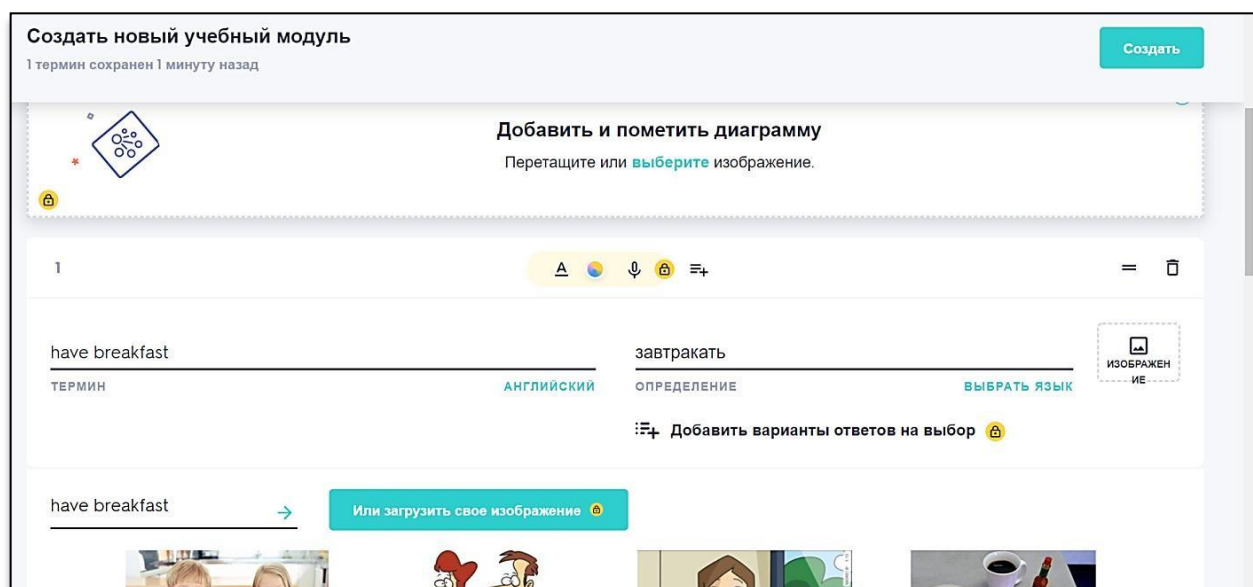 Создать новый учебный модуль
1 термин сохранен 1 минуту назад
Создать
Добавить и пометить диаграмму
Перетащите или выберите изображение.
1
A
have breakfast
завтракать
ТЕРМИН
АНГЛИЙСКИЙ
ОПРЕДЕЛЕНИЕ
ВЫБРАТЬ ЯЗЫК
ИЗОБРАЖЕН
ИЕ
Добавить варианты ответов на выбор
have breakfast
Или загрузить свое изображение